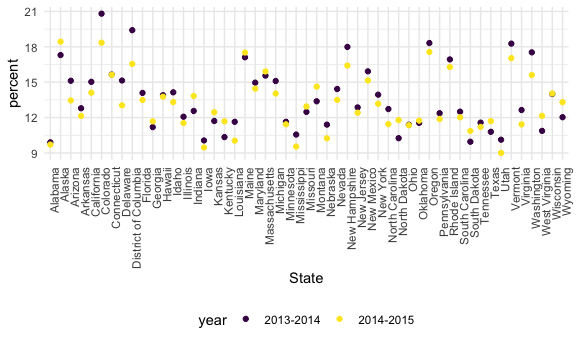 21
18
15
12
9
percent
Alabama
Alaska
Arizona
Arkansas
California
Colorado
Connecticut
Delaware
District of Columbia
Florida
Georgia
Hawaii
Idaho
Illinois
Indiana
Iowa
Kansas
Kentucky
Louisiana
Maine
Maryland
Massachusetts
Michigan
Minnesota
Mississippi
Missouri
Montana
Nebraska
Nevada
New Hampshire
New Jersey
New Mexico
New York
North Carolina
North Dakota
Ohio
Oklahoma
Oregon
Pennsylvania
Rhode Island
South Carolina
South Dakota
Tennessee
Texas
Utah
Vermont
Virginia
Washington
West Virginia
Wisconsin
Wyoming
State
year 2013-2014 2014-2015